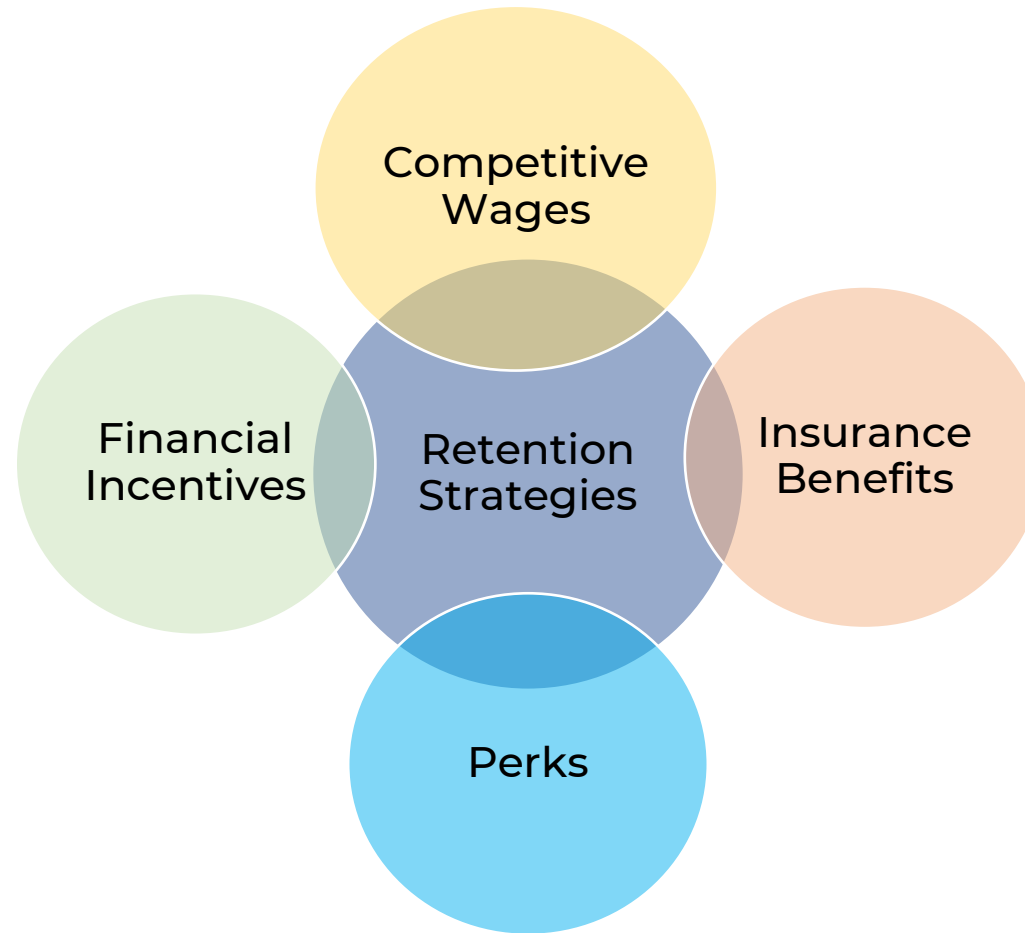 Competitive
Wages
Financial
Incentives
Retention
Strategies
Insurance
Benefits
Perks